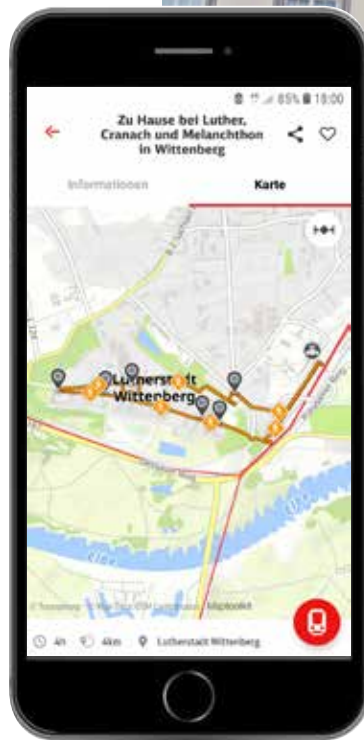 85% 18:00
Zu Hause bei Luther,
Cranach und Melanchthon
in Wittenberg
Informationen
Karte
Lutherstadt
Wittenberg
Elbe
4h 4km Lutherstadt Wittenberg